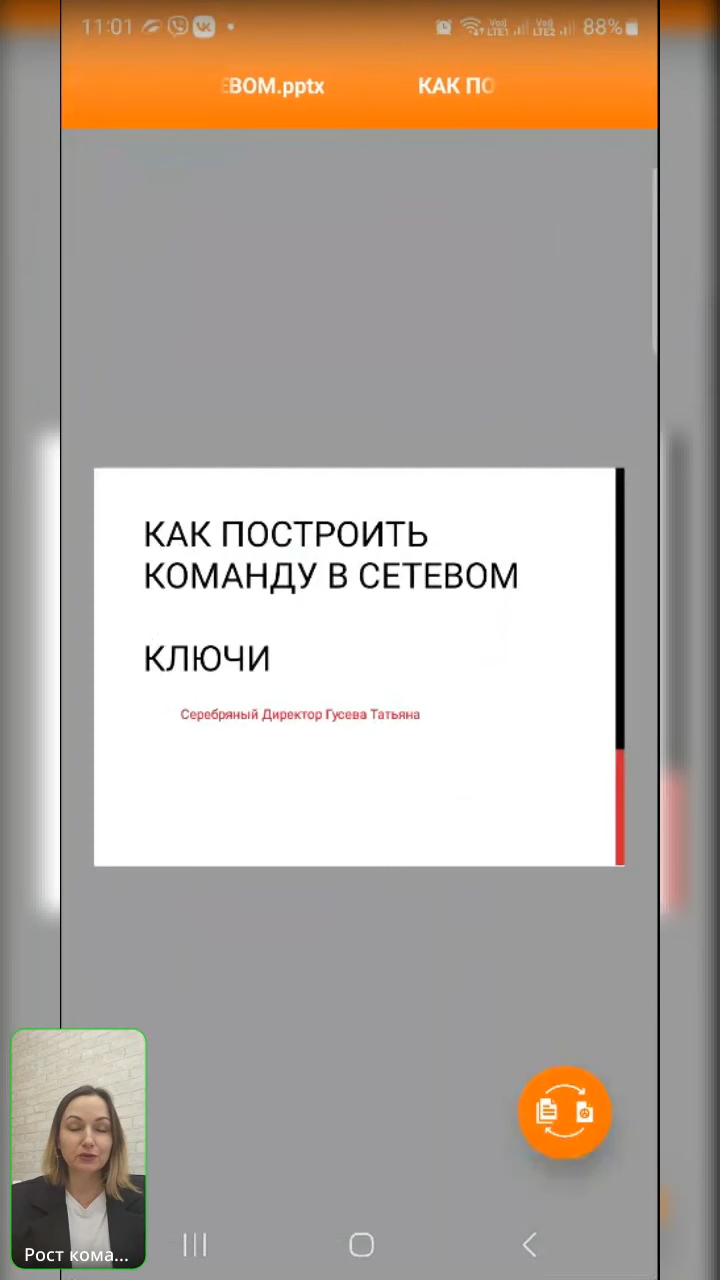 11:01
88%
ЕВОМ.pptx
КАК ПО
КАК ПОСТРОИТЬ
КОМАНДУ В СЕТЕВОМ
КЛЮЧИ
Серебряный Директор Гусева Татьяна
Рост кома...